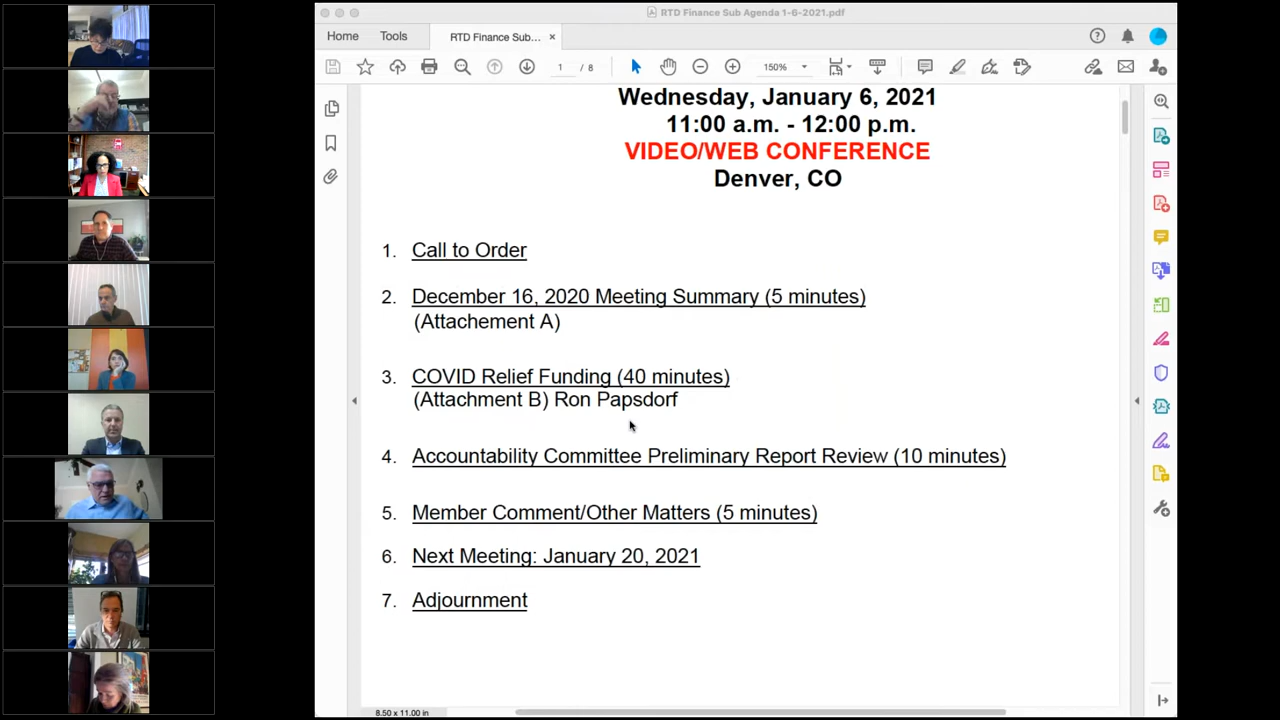 RTD Finance Sub Agenda 1-6-2021.pdf
Home Tools RTD Finance Sub... ×
1 / 8 150%
Wednesday, January 6, 2021
11:00 a.m. - 12:00 p.m.
VIDEO/WEB CONFERENCE
Denver, CO
1. Call to Order
2. December 16, 2020 Meeting Summary (5 minutes)
(Attachement A)
3. COVID Relief Funding (40 minutes)
(Attachment B) Ron Papsdorf
4. Accountability Committee Preliminary Report Review (10 minutes)
5. Member Comment/Other Matters (5 minutes)
6. Next Meeting: January 20, 2021
7. Adjournment
8.50 x 11.00 in